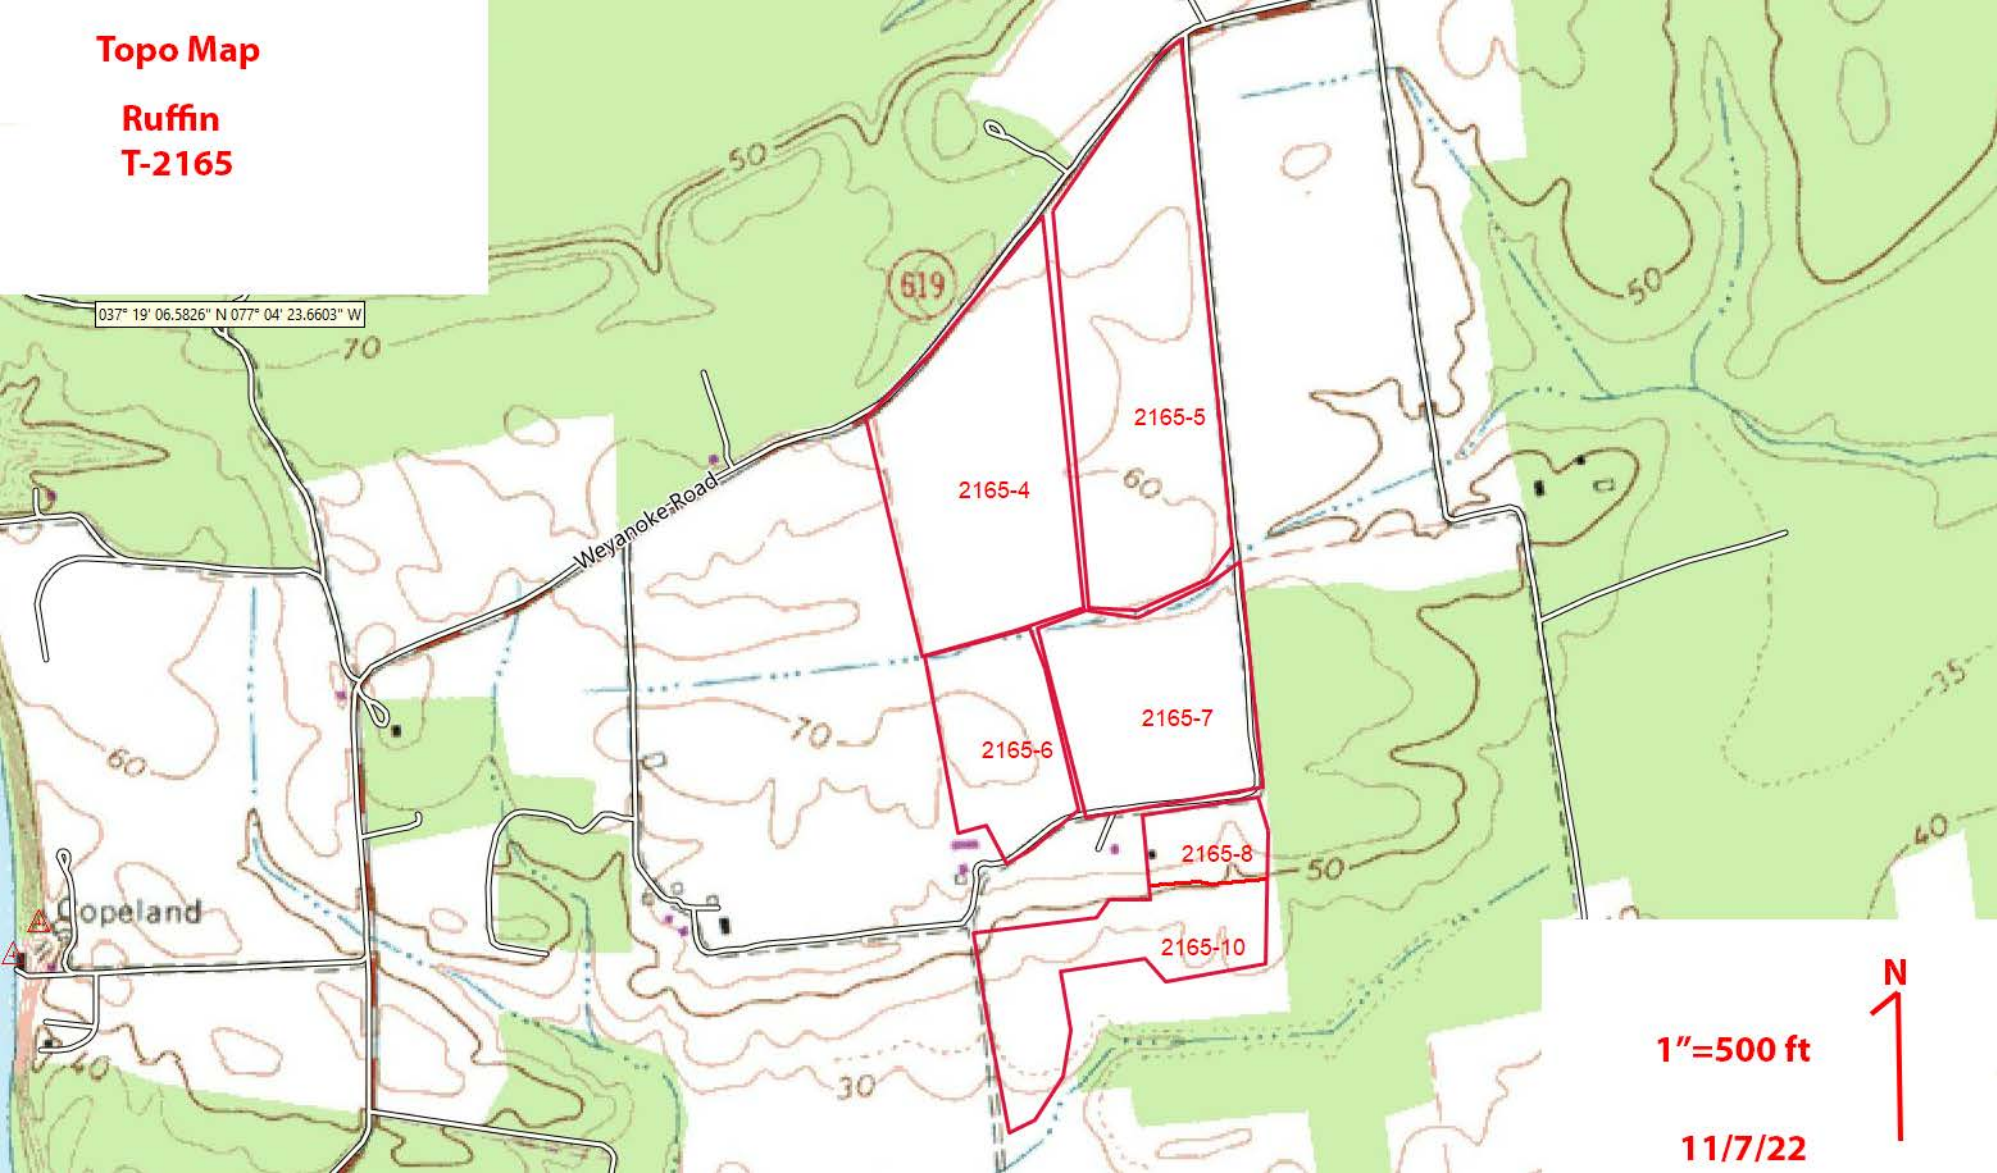 Topo Map
Ruffin
T-2165
50
619
50
037° 19' 06.5826" N 077° 04' 23.6603" W
70
2165-5
60
2165-4
Weyanoke Road
35
2165-7
70
2165-6
60
40
2165-8
50
Copeland
2165-10
N
1"=500 ft
40
30
11/7/22